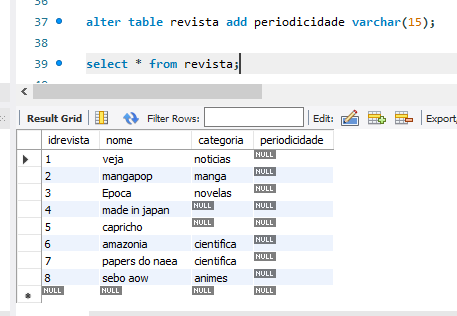 36
37 alter table revista add periodicidade varchar(15);
38
39 select * from revista;
40
Result Grid Filter Rows: Edit: Export
idrevista nome categoria periodicidade
1 veja noticias NULL
2 mangapop manga NULL
3 Epoca novelas NULL
4 made in japan NULL NULL
5 capricho NULL NULL
6 amazonia cientifica NULL
7 papers do naea cientifica NULL
8 sebo aow animes NULL
NULL NULL NULL NULL